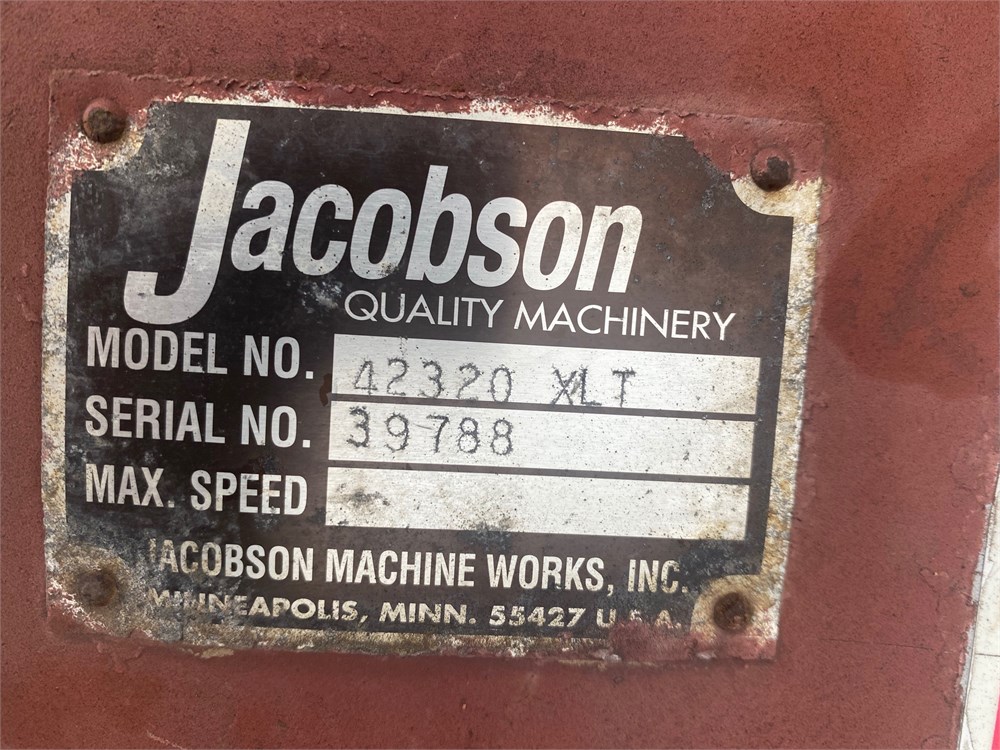 Jacobson
QUALITY MACHINERY
MODEL NO. 42320 XLT
SERIAL NO. 39788
MAX. SPEED
JACOBSON MACHINE WORKS, INC.
MINNEAPOLIS, MINN. 55427 U.S.A.